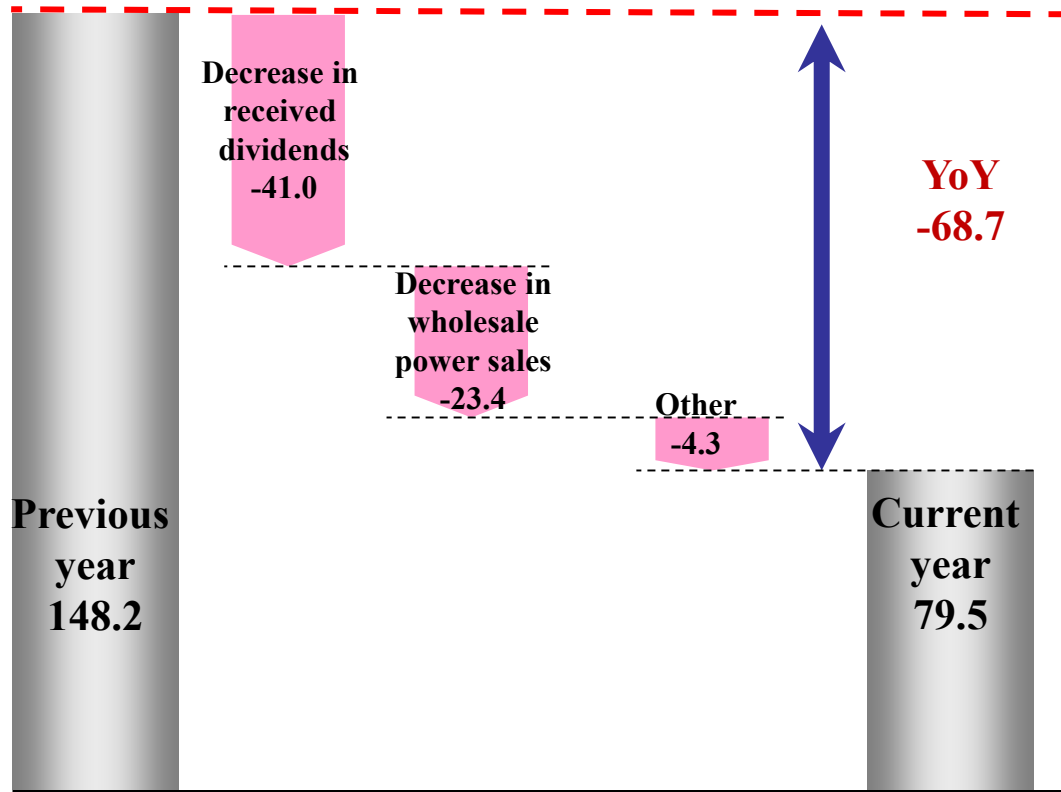 Decrease in
received
dividends
-41.0
YoY
-68.7
Decrease in
wholesale
power sales
-23.4
Other
-4.3
Previous
year
148.2
Current
year
79.5